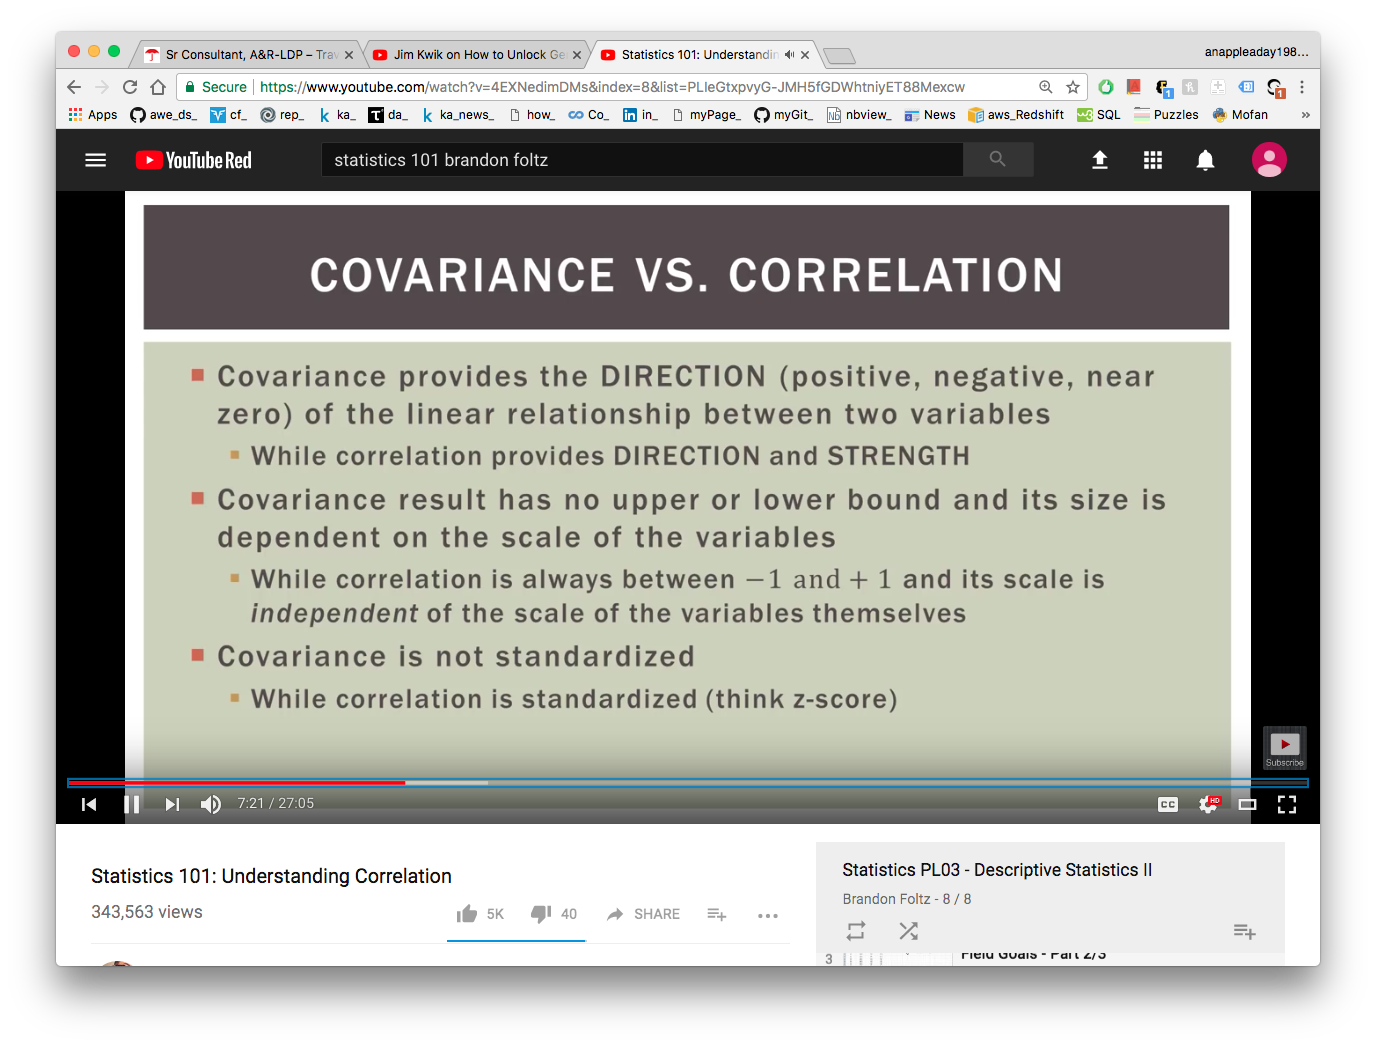 Sr Consultant, A&R-LDP – Trav
Jim Kwik on How to Unlock Ge
Statistics 101: Understandin
anappleaday198...
Secure
https://www.youtube.com/watch?v=4EXNedimDMs&index=8&list=PLIeGtxpvyG-JMH5fGDWhtniyET88Mexcw
1
1
Apps awe_ds_ cf_ rep_ ka_ da_ ka_news_ how_ Co_ in_ myPage_ myGit_ nbview_ News aws_Redshift SQL Puzzles Mofan »
YouTube Red
statistics 101 brandon foltz
COVARIANCE VS. CORRELATION
Covariance provides the DIRECTION (positive, negative, near
zero) of the linear relationship between two variables
While correlation provides DIRECTION and STRENGTH
Covariance result has no upper or lower bound and its size is
dependent on the scale of the variables
While correlation is always between −1 and + 1 and its scale is
independent of the scale of the variables themselves
Covariance is not standardized
While correlation is standardized (think z-score)
Subscribe
7:21 / 27:05
CC
HD
Statistics 101: Understanding Correlation
343,563 views
5K
40
SHARE
Statistics PL03 - Descriptive Statistics II
Brandon Foltz - 8 / 8
3
Field Goals - Part 2/3